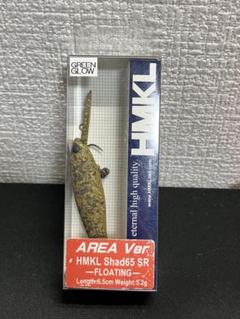 GREEN
GLOW
HMKL
eternal high quality
AREA Ver
HMKL Shad65 SR
—FLOATING—
Length:6.5cm Weight:5.2g